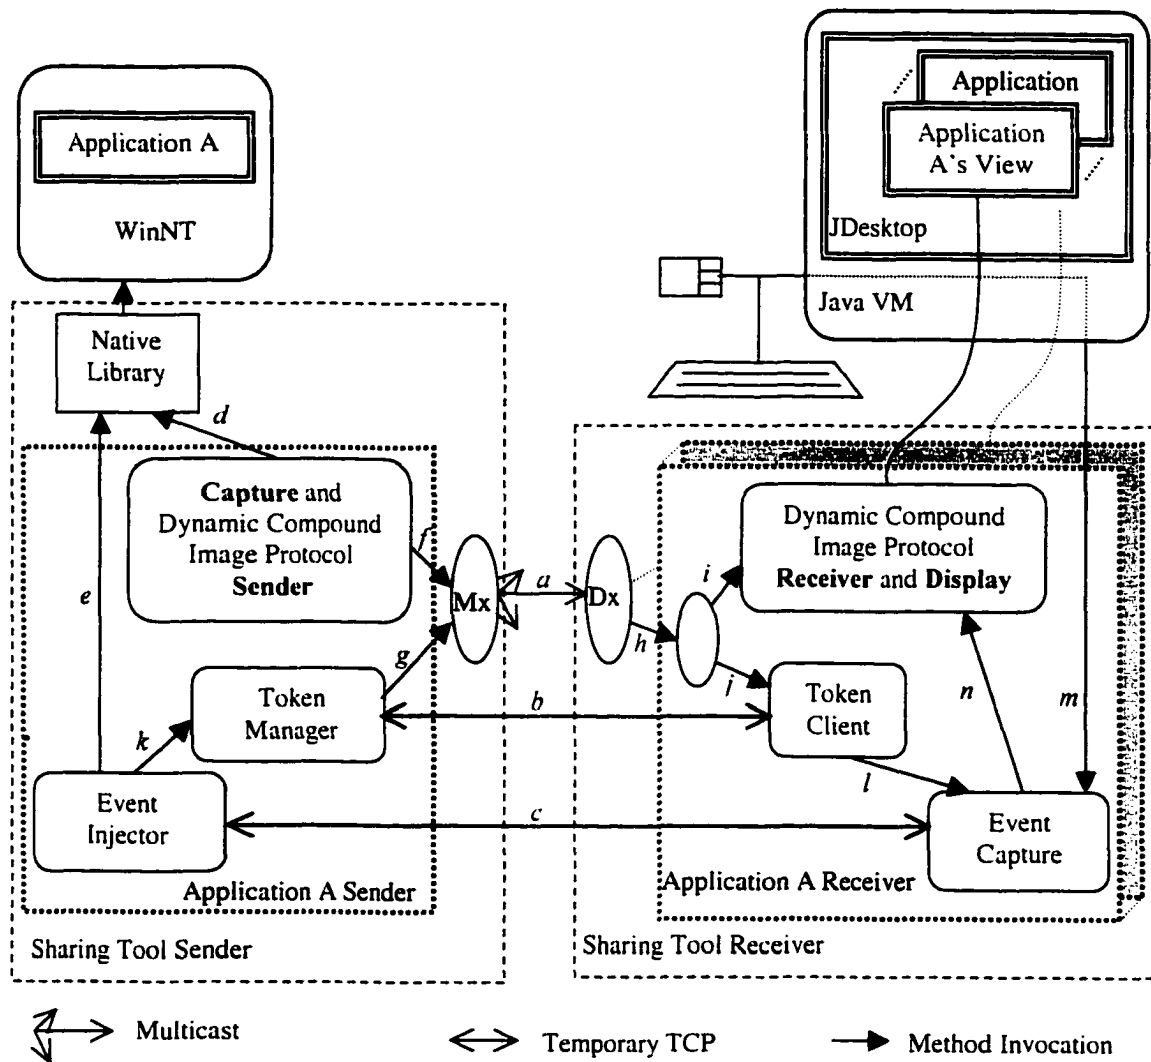 Application
Application A
Application
A's View
WinNT
JDesktop
Java VM
Native
Library
d
Capture and
Dynamic Compound
Image Protocol
Sender
Dynamic Compound
Image Protocol
Receiver and Display
f
i
e
Mx
a
Dx
h
g
j
Token
Manager
b
Token
Client
n
m
k
l
Event
Injector
c
Event
Capture
Application A Sender
Application A Receiver
Sharing Tool Sender
Sharing Tool Receiver
Multicast
Temporary TCP
Method Invocation